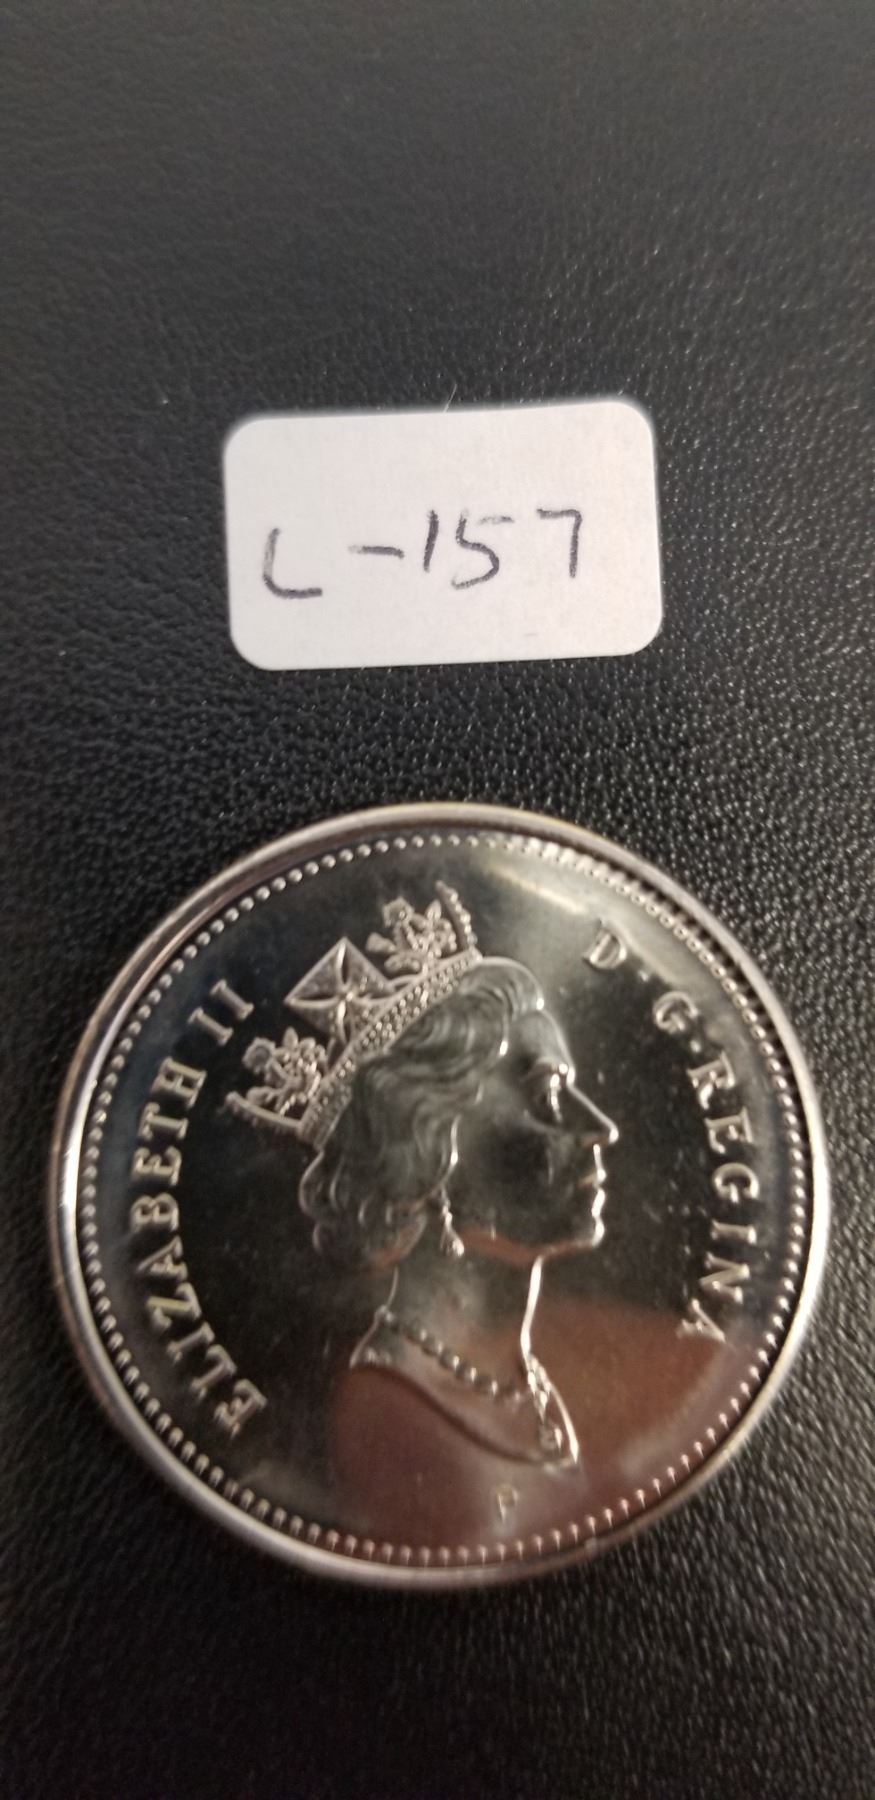 L-157
ELIZABETH II
D·G·REGINA
P